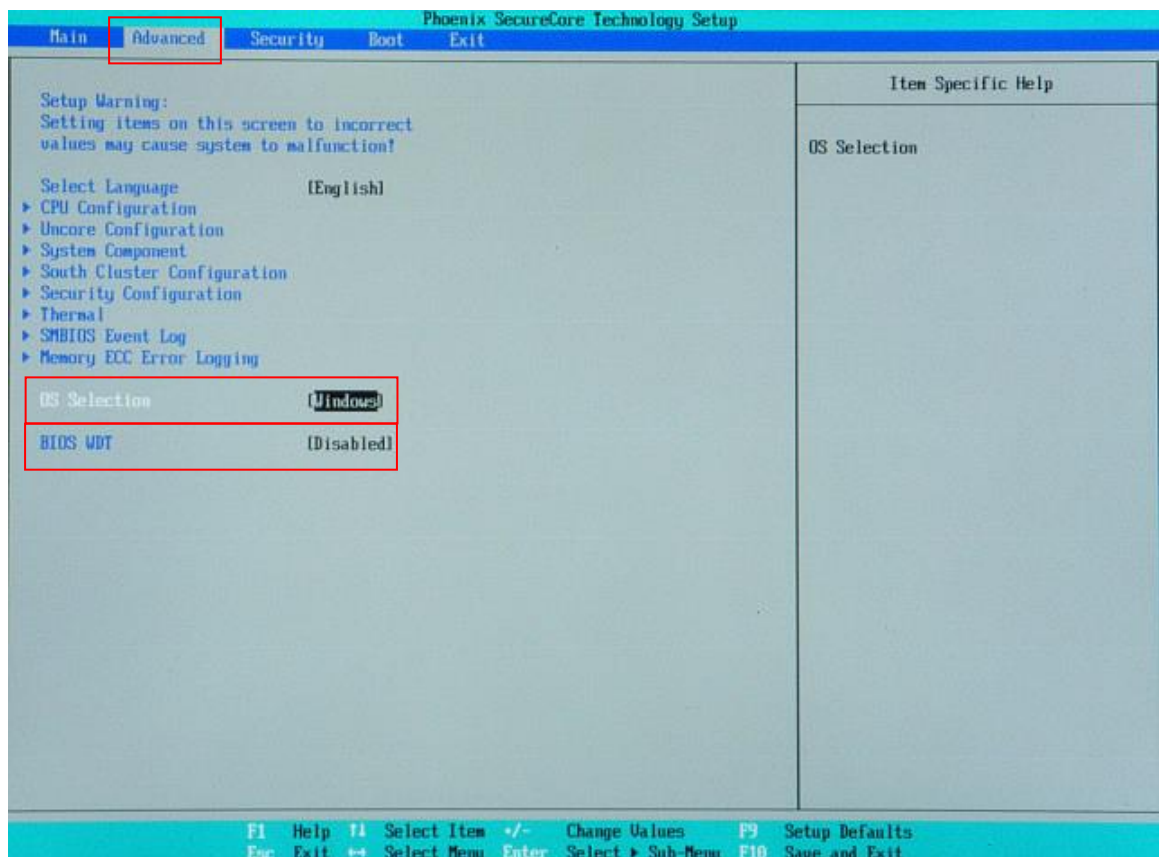 Phoenix SecureCore Technology Setup
Main Advanced Security Boot Exit
Setup Warning:
Setting items on this screen to incorrect
values may cause system to malfunction!
Select Language [English]
▶ CPU Configuration
▶ Uncore Configuration
▶ System Component
▶ South Cluster Configuration
▶ Security Configuration
▶ Thermal
▶ SMBIOS Event Log
▶ Memory ECC Error Logging
OS Selection [Windows]
BIOS WDT [Disabled]
Item Specific Help
OS Selection
F1 Help ↑↓ Select Item +/- Change Values F9 Setup Defaults
Esc Exit ↔ Select Menu Enter Select ▶ Sub-Menu F10 Save and Exit